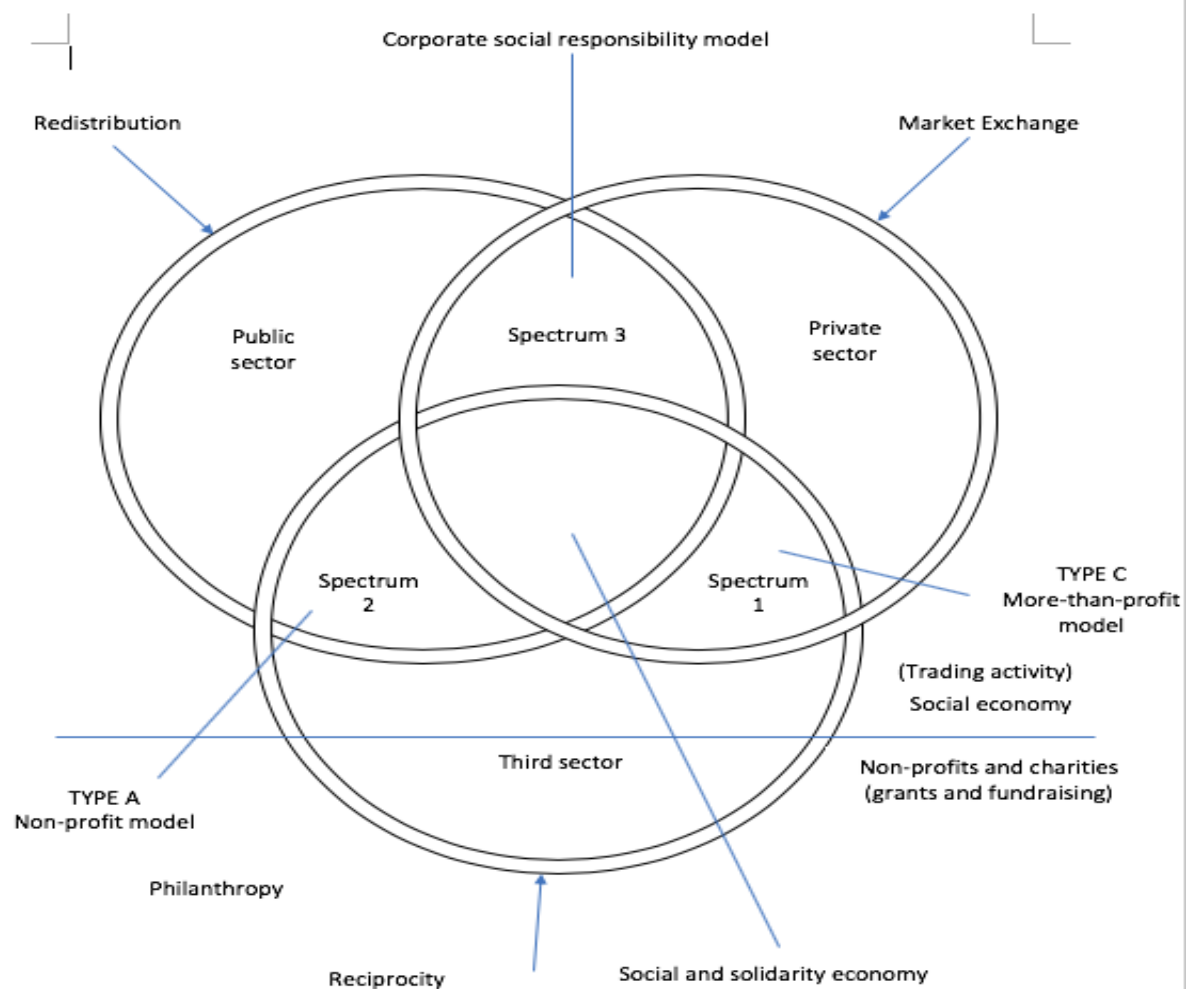 Corporate social responsibility model
Redistribution
Market Exchange
Public
sector
Spectrum 3
Private
sector
Spectrum
2
Spectrum
1
TYPE C
More-than-profit
model
(Trading activity)
Social economy
Third sector
Non-profits and charities
(grants and fundraising)
TYPE A
Non-profit model
Philanthropy
Reciprocity
Social and solidarity economy